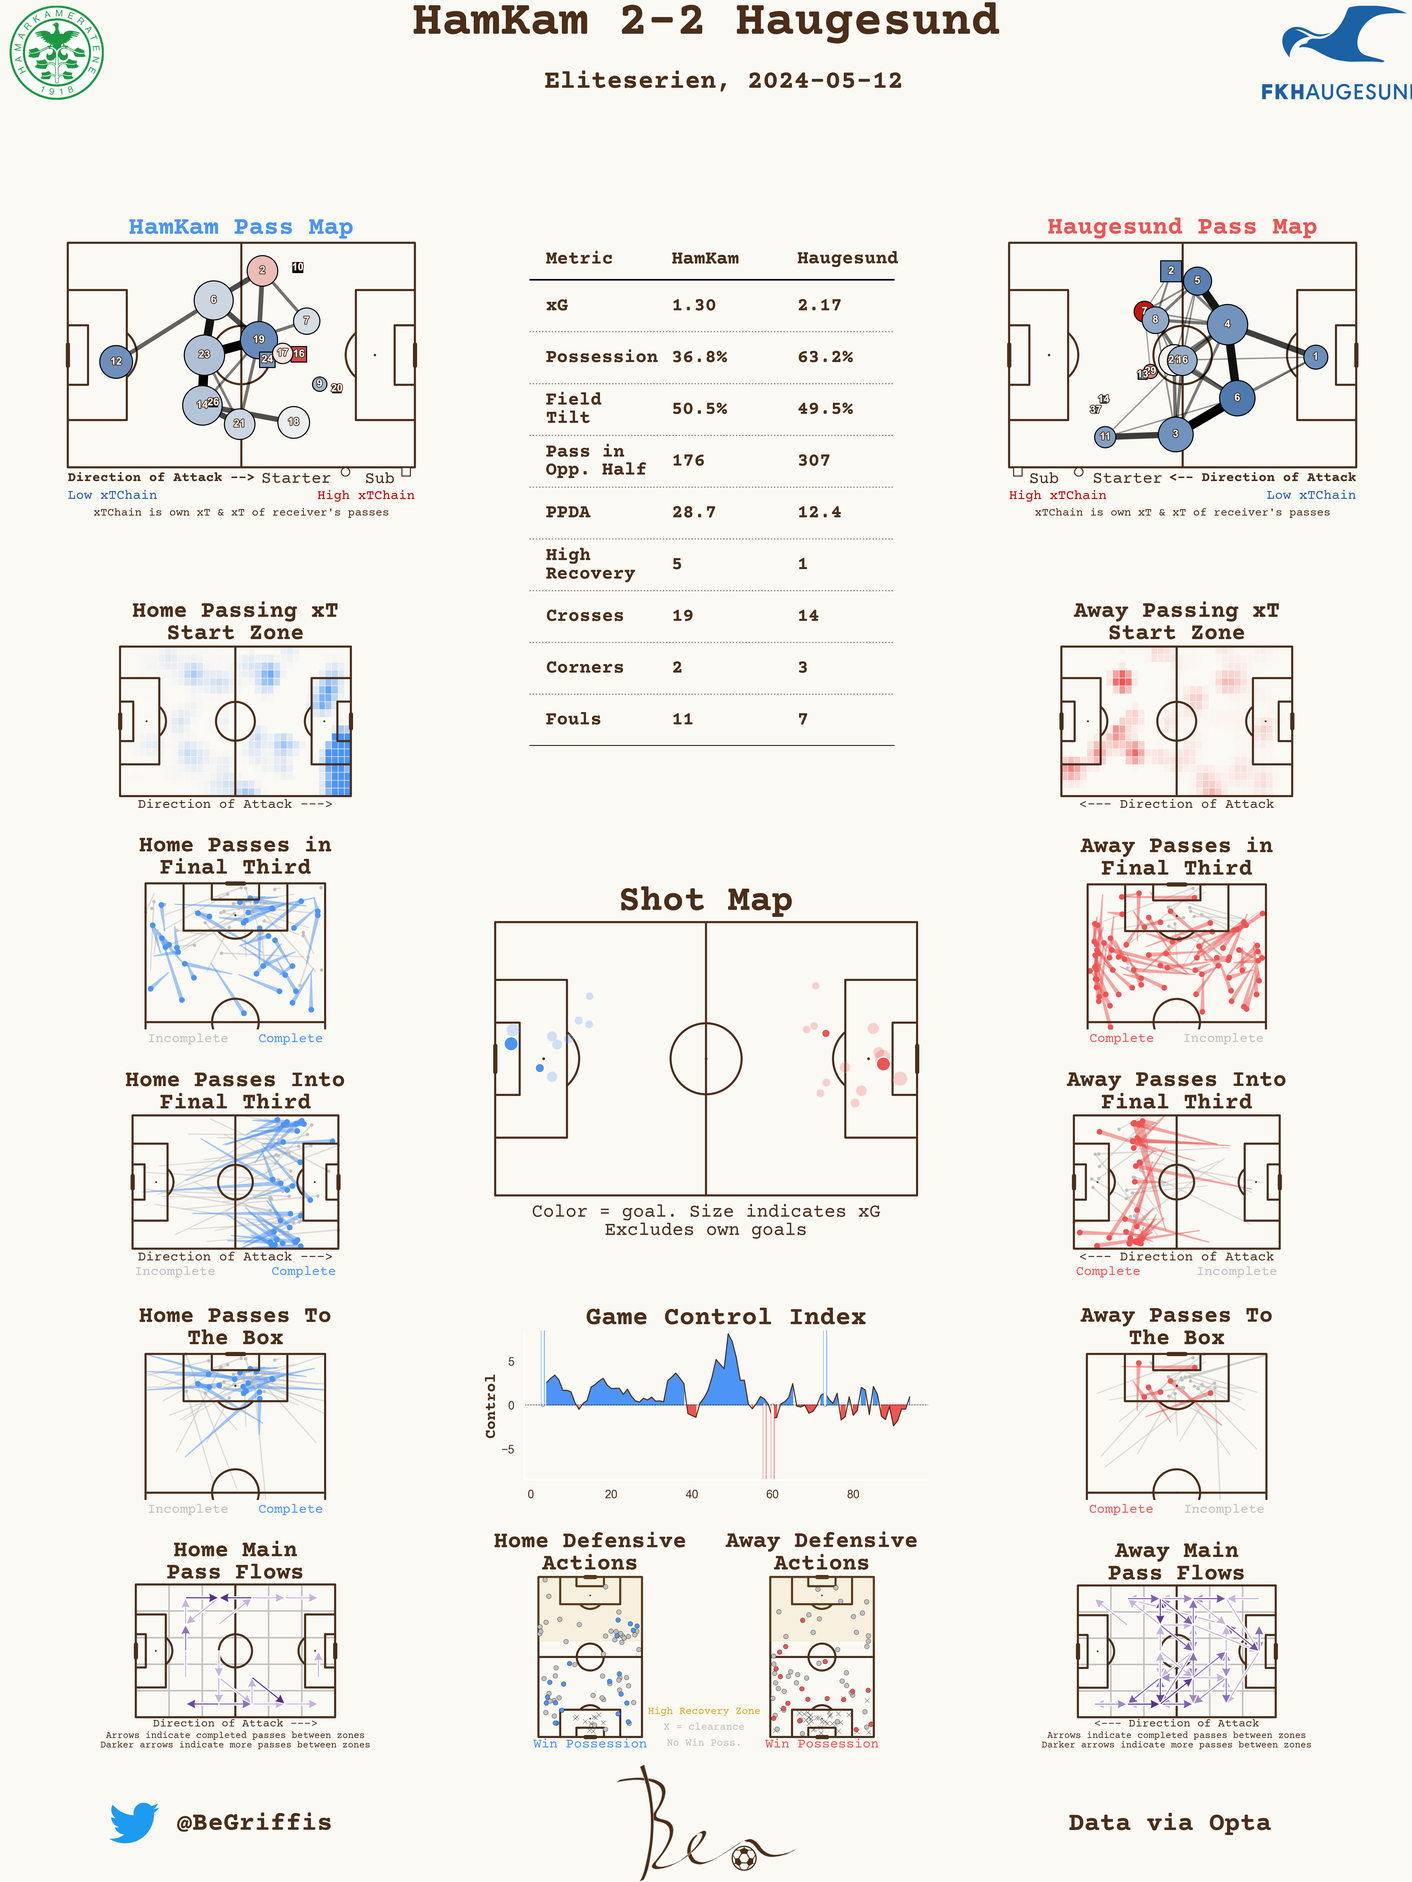 HamKam 2-2 Haugesund
Eliteserien, 2024-05-12
HAMARKAMERATENE
1918
FKHAUGESUN
HamKam Pass Map
12
6
23
14
26
21
19
2
7
24
17
16
9
20
18
10
Direction of Attack --> Starter Sub
Low xTChain High xTChain
xTChain is own xT & xT of receiver's passes
Metric HamKam Haugesund
xG 1.30 2.17
Possession 36.8% 63.2%
Field
Tilt 50.5% 49.5%
Pass in
Opp. Half 176 307
PPDA 28.7 12.4
High
Recovery 5 1
Crosses 19 14
Corners 2 3
Fouls 11 7
Haugesund Pass Map
2
5
7
8
4
16
1
13
29
14
37
6
11
3
Sub Starter <-- Direction of Attack
High xTChain Low xTChain
xTChain is own xT & xT of receiver's passes
Home Passing xT
Start Zone
Direction of Attack --->
Away Passing xT
Start Zone
<--- Direction of Attack
Home Passes in
Final Third
Incomplete Complete
Away Passes in
Final Third
Complete Incomplete
Shot Map
Color = goal. Size indicates xG
Excludes own goals
Home Passes Into
Final Third
Direction of Attack --->
Incomplete Complete
Away Passes Into
Final Third
<--- Direction of Attack
Complete Incomplete
Home Passes To
The Box
Incomplete Complete
Game Control Index
Control
5
0
−5
0 20 40 60 80
Away Passes To
The Box
Complete Incomplete
Home Main
Pass Flows
Direction of Attack --->
Arrows indicate completed passes between zones
Darker arrows indicate more passes between zones
Home Defensive
Actions
Win Possession
High Recovery Zone
X = clearance
No Win Poss.
Away Defensive
Actions
Win Possession
Away Main
Pass Flows
<--- Direction of Attack
Arrows indicate completed passes between zones
Darker arrows indicate more passes between zones
@BeGriffis
Ben
Data via Opta